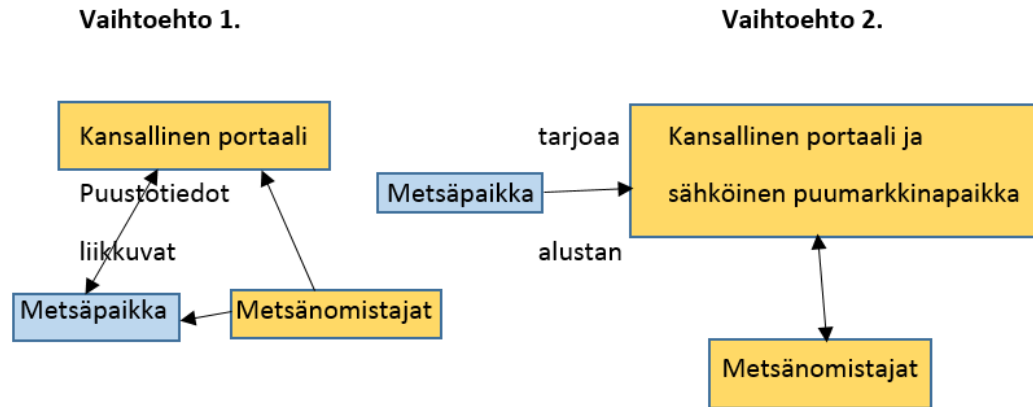 Vaihtoehto 1.
Kansallinen portaali
Puustotiedot
liikkuvat
Metsäpaikka
Metsänomistajat
Vaihtoehto 2.
tarjoaa
Kansallinen portaali ja
Metsäpaikka
sähköinen puumarkkinapaikka
alustan
Metsänomistajat